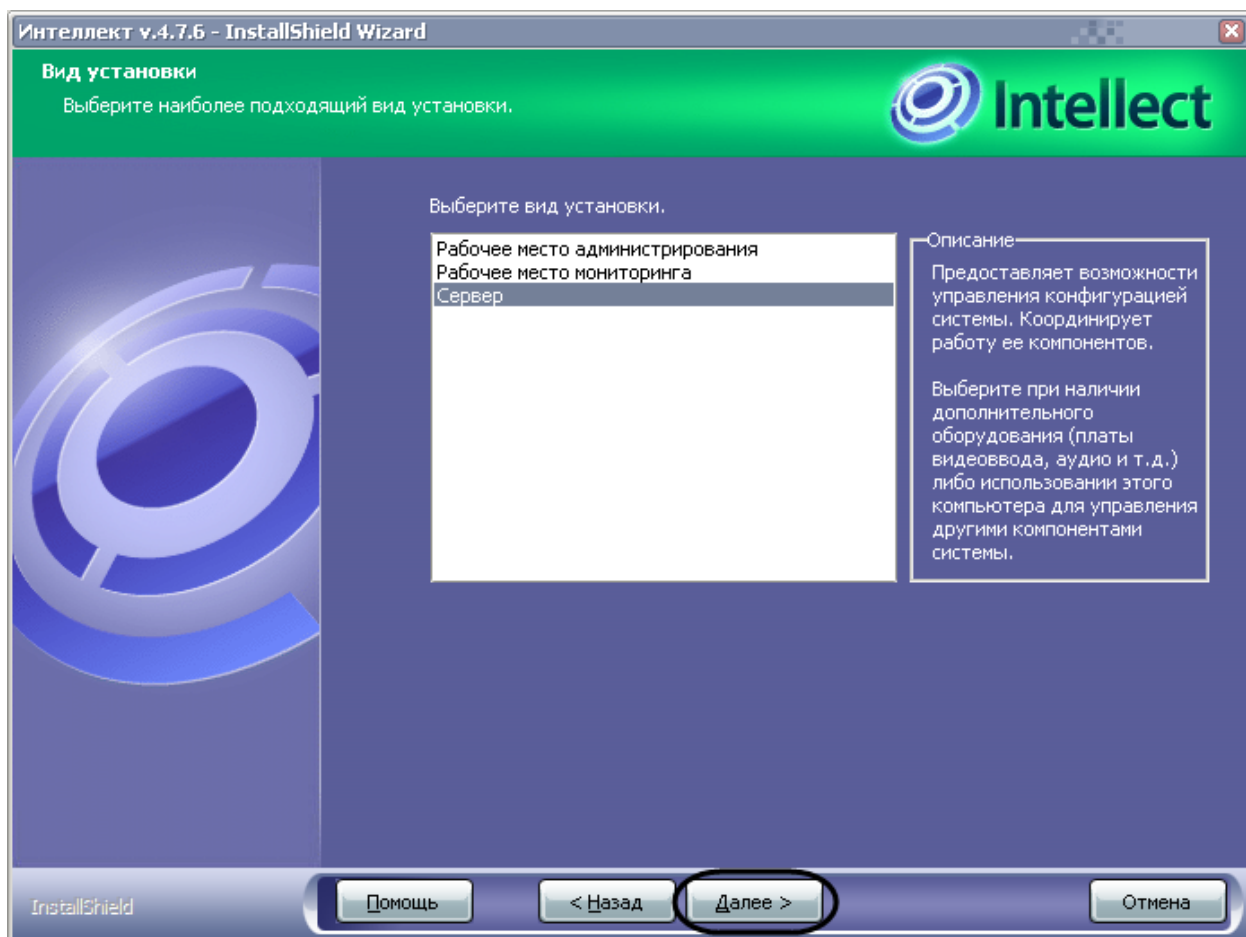 Интеллект v.4.7.6 - InstallShield Wizard
Вид установки
Выберите наиболее подходящий вид установки.
Intellect
Выберите вид установки.
Рабочее место администрирования
Рабочее место мониторинга
Сервер
Описание
Предоставляет возможности
управления конфигурацией
системы. Координирует
работу ее компонентов.
Выберите при наличии
дополнительного
оборудования (платы
видеоввода, аудио и т.д.)
либо использовании этого
компьютера для управления
другими компонентами
системы.
InstallShield
Помощь
< Назад
Далее >
Отмена